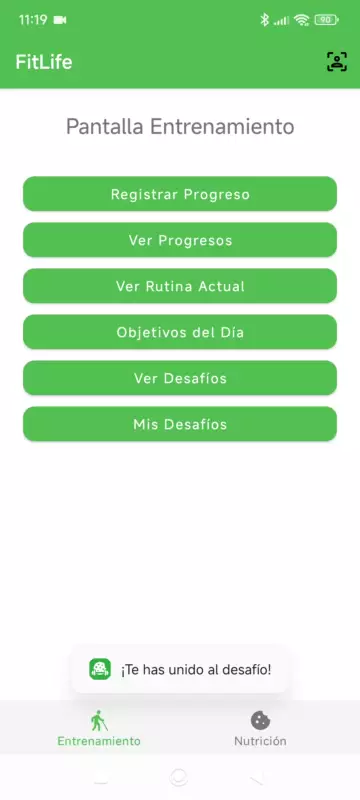 11:19
90
FitLife
Pantalla Entrenamiento
Registrar Progreso
Ver Progresos
Ver Rutina Actual
Objetivos del Día
Ver Desafíos
Mis Desafíos
¡Te has unido al desafío!
Entrenamiento
Nutrición